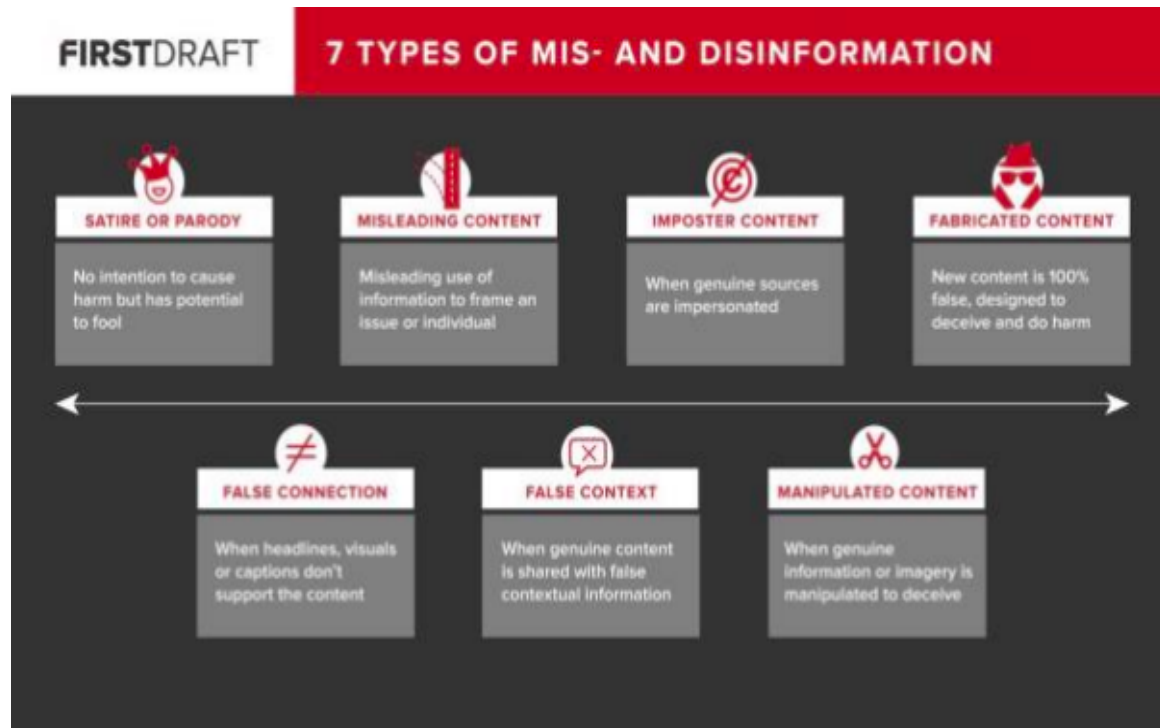 FIRSTDRAFT
7 TYPES OF MIS- AND DISINFORMATION
SATIRE OR PARODY
No intention to cause
harm but has potential
to fool
MISLEADING CONTENT
Misleading use of
information to frame an
issue or individual
IMPOSTER CONTENT
When genuine sources
are impersonated
FABRICATED CONTENT
New content is 100%
false, designed to
deceive and do harm
FALSE CONNECTION
When headlines, visuals
or captions don't
support the content
FALSE CONTEXT
When genuine content
is shared with false
contextual information
MANIPULATED CONTENT
When genuine
information or imagery is
manipulated to deceive